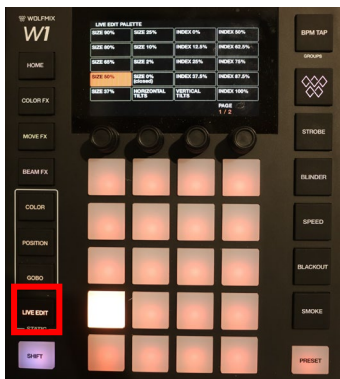 WOLFMIX
W1
LIVE EDIT PALETTE
SIZE 90% SIZE 25% INDEX 0% INDEX 50%
SIZE 80% SIZE 10% INDEX 12.5% INDEX 62.5%
SIZE 65% SIZE 2% INDEX 25% INDEX 75%
SIZE 50% SIZE 0% (closed) INDEX 37.5% INDEX 87.5%
SIZE 37% HORIZONTAL TILTS VERTICAL TILTS INDEX 100%
PAGE
1 / 2
BPM TAP
GROUPS
HOME
COLOR FX
MOVE FX
BEAM FX
COLOR
POSITION
GOBO
LIVE EDIT
STATIC
SHIFT
STROBE
BLINDER
SPEED
BLACKOUT
SMOKE
PRESET